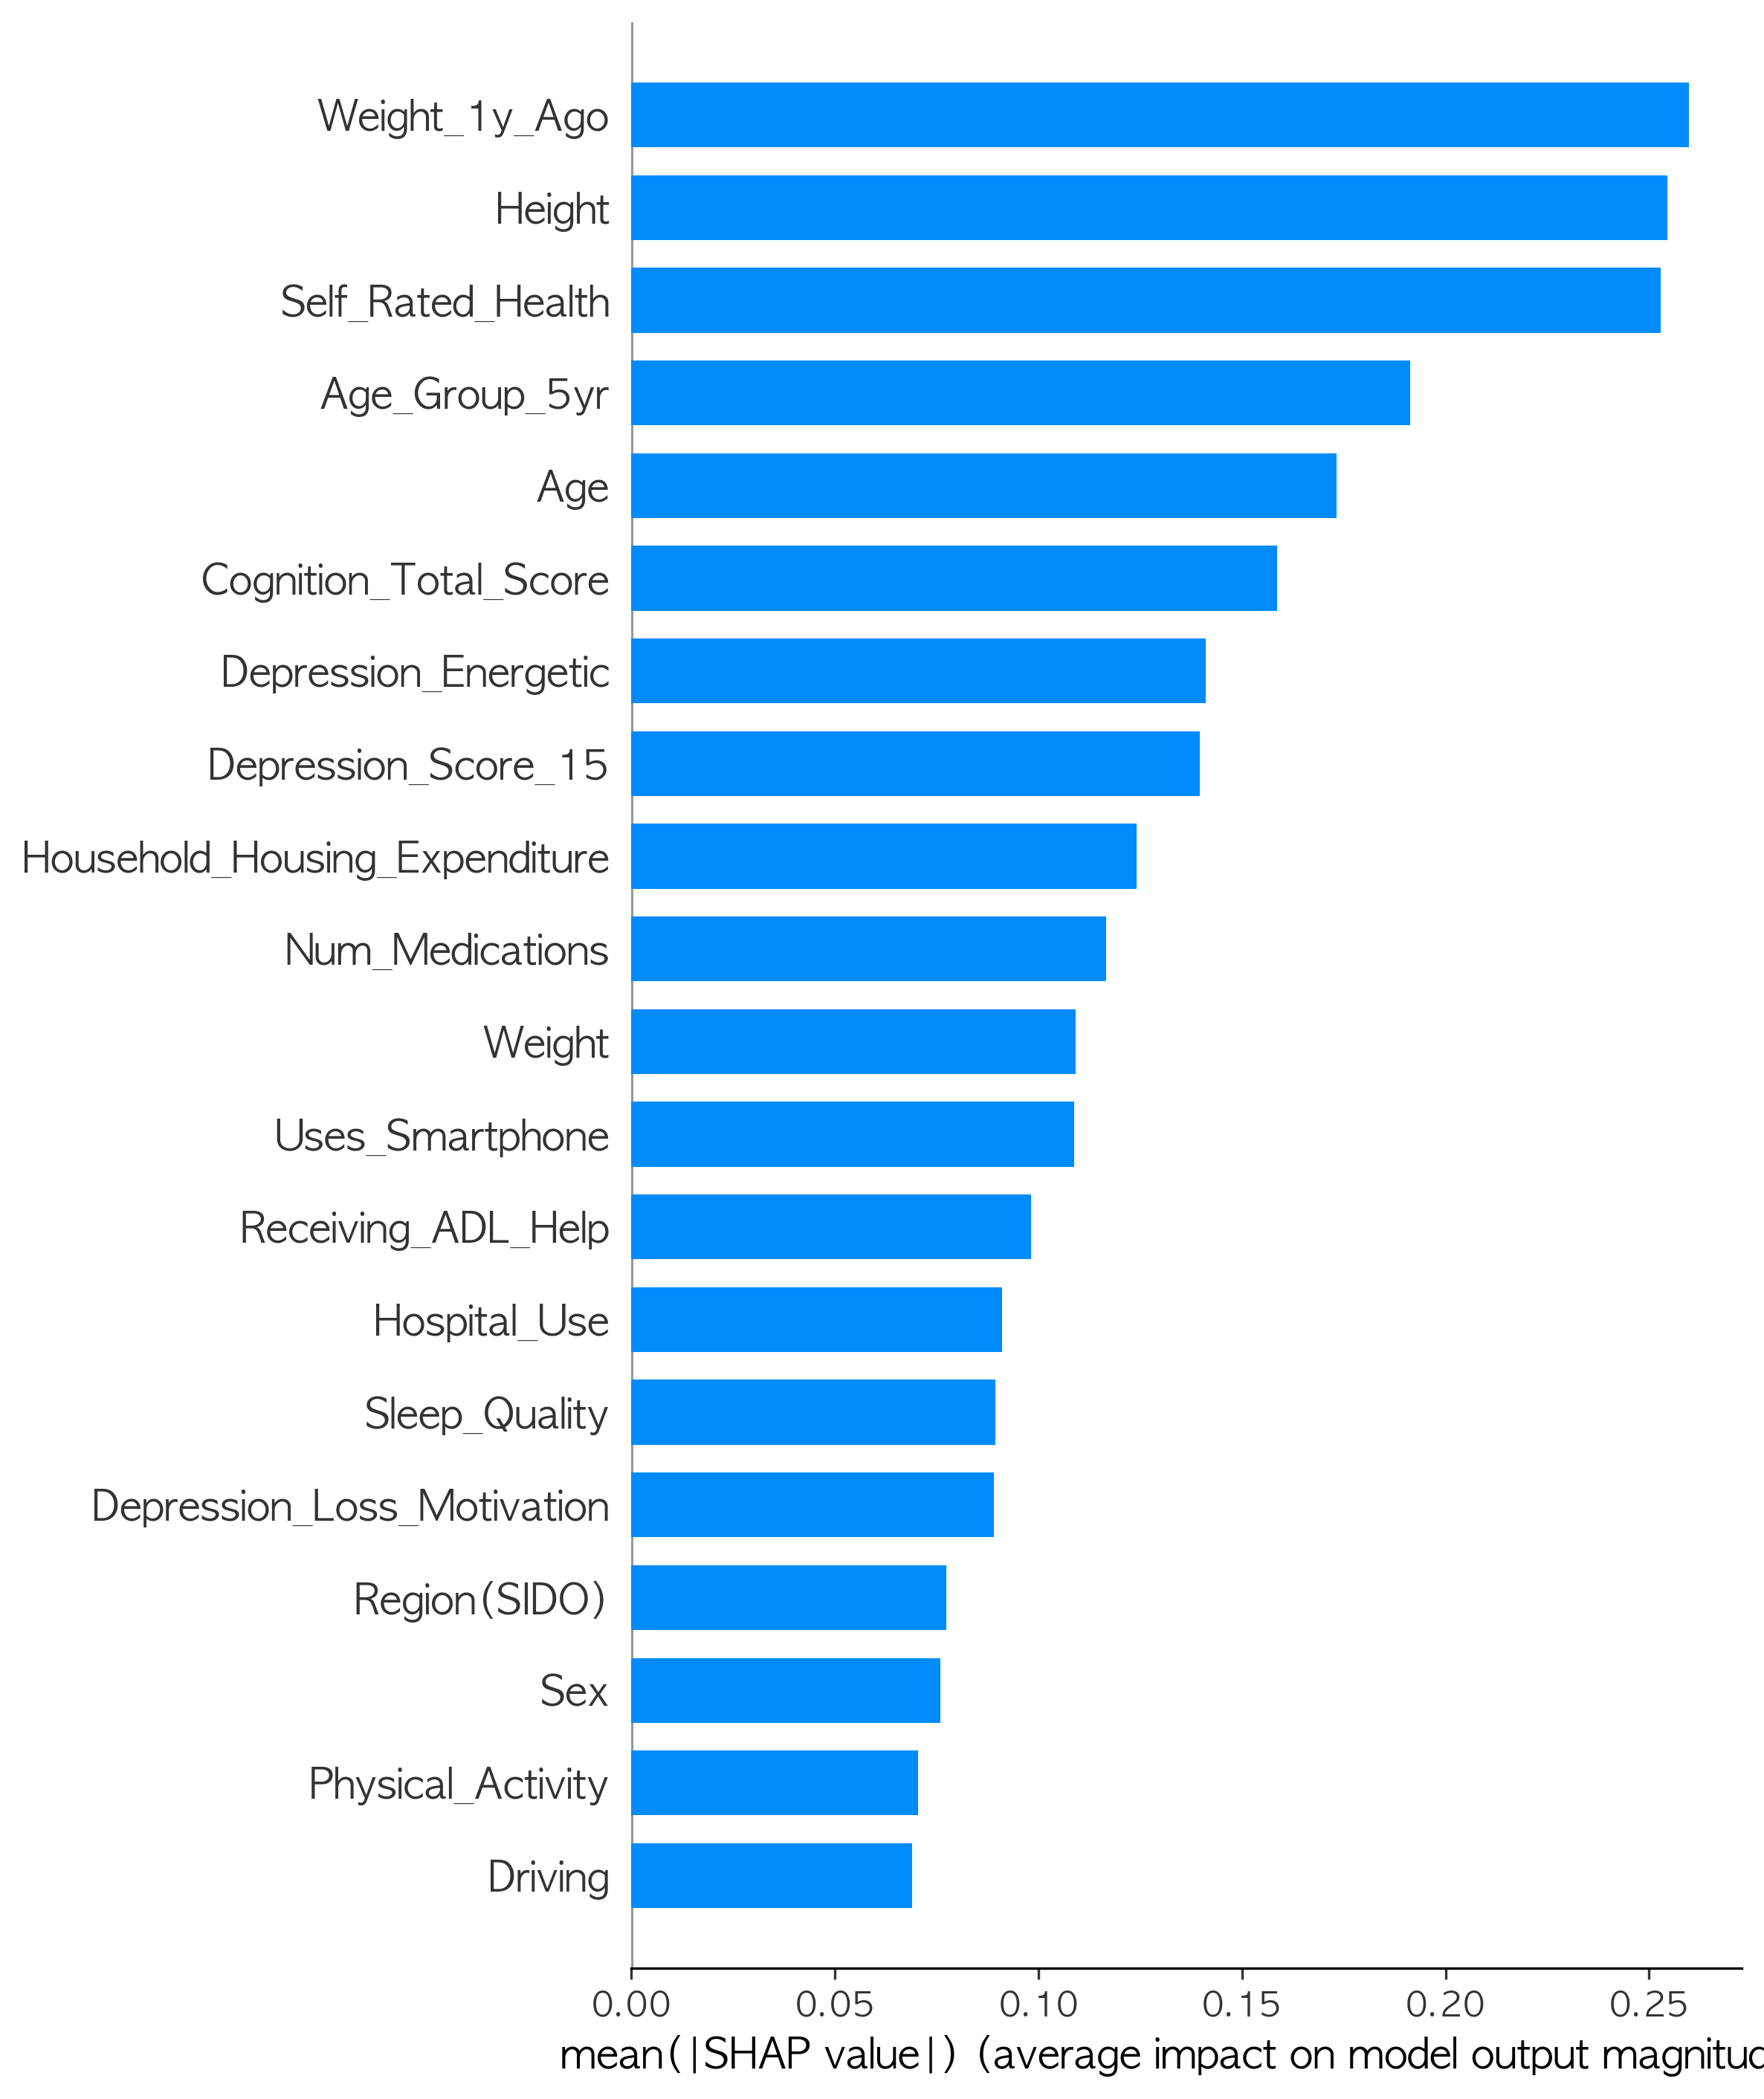 Weight_1y_Ago
Height
Self_Rated_Health
Age_Group_5yr
Age
Cognition_Total_Score
Depression_Energetic
Depression_Score_15
Household_Housing_Expenditure
Num_Medications
Weight
Uses_Smartphone
Receiving_ADL_Help
Hospital_Use
Sleep_Quality
Depression_Loss_Motivation
Region(SIDO)
Sex
Physical_Activity
Driving
0.00 0.05 0.10 0.15 0.20 0.25
mean(|SHAP value|) (average impact on model output